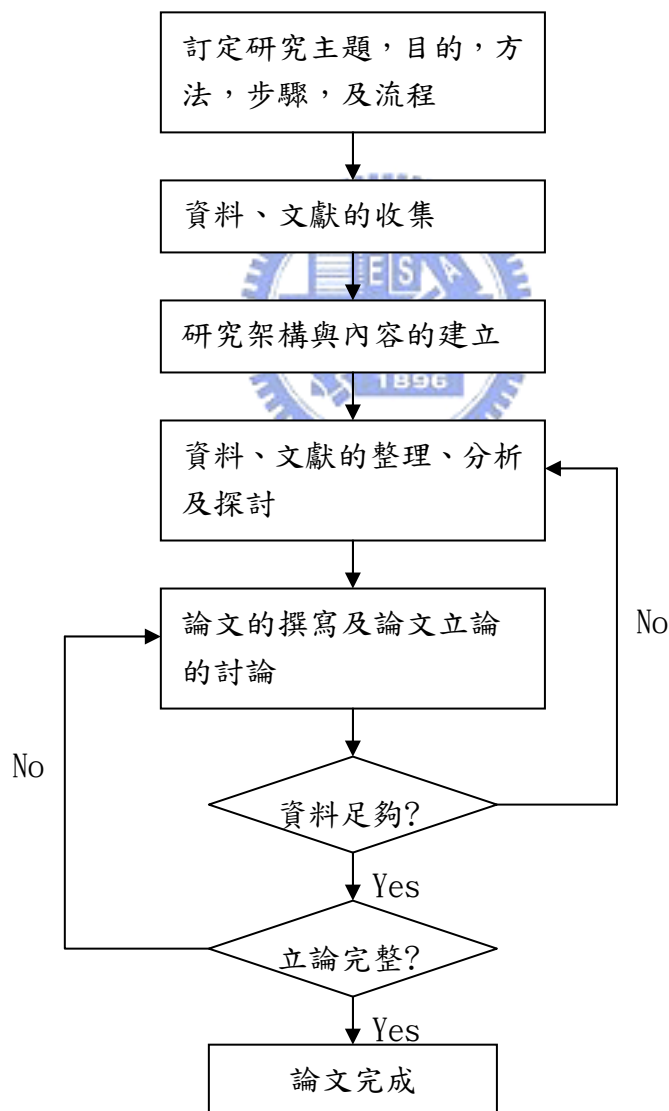 訂定研究主題，目的，方
法，步驟，及流程
資料、文獻的收集
E S A
研究架構與內容的建立
1896
資料、文獻的整理、分析
及探討
論文的撰寫及論文立論
的討論
No
No
資料足夠?
Yes
立論完整?
Yes
論文完成